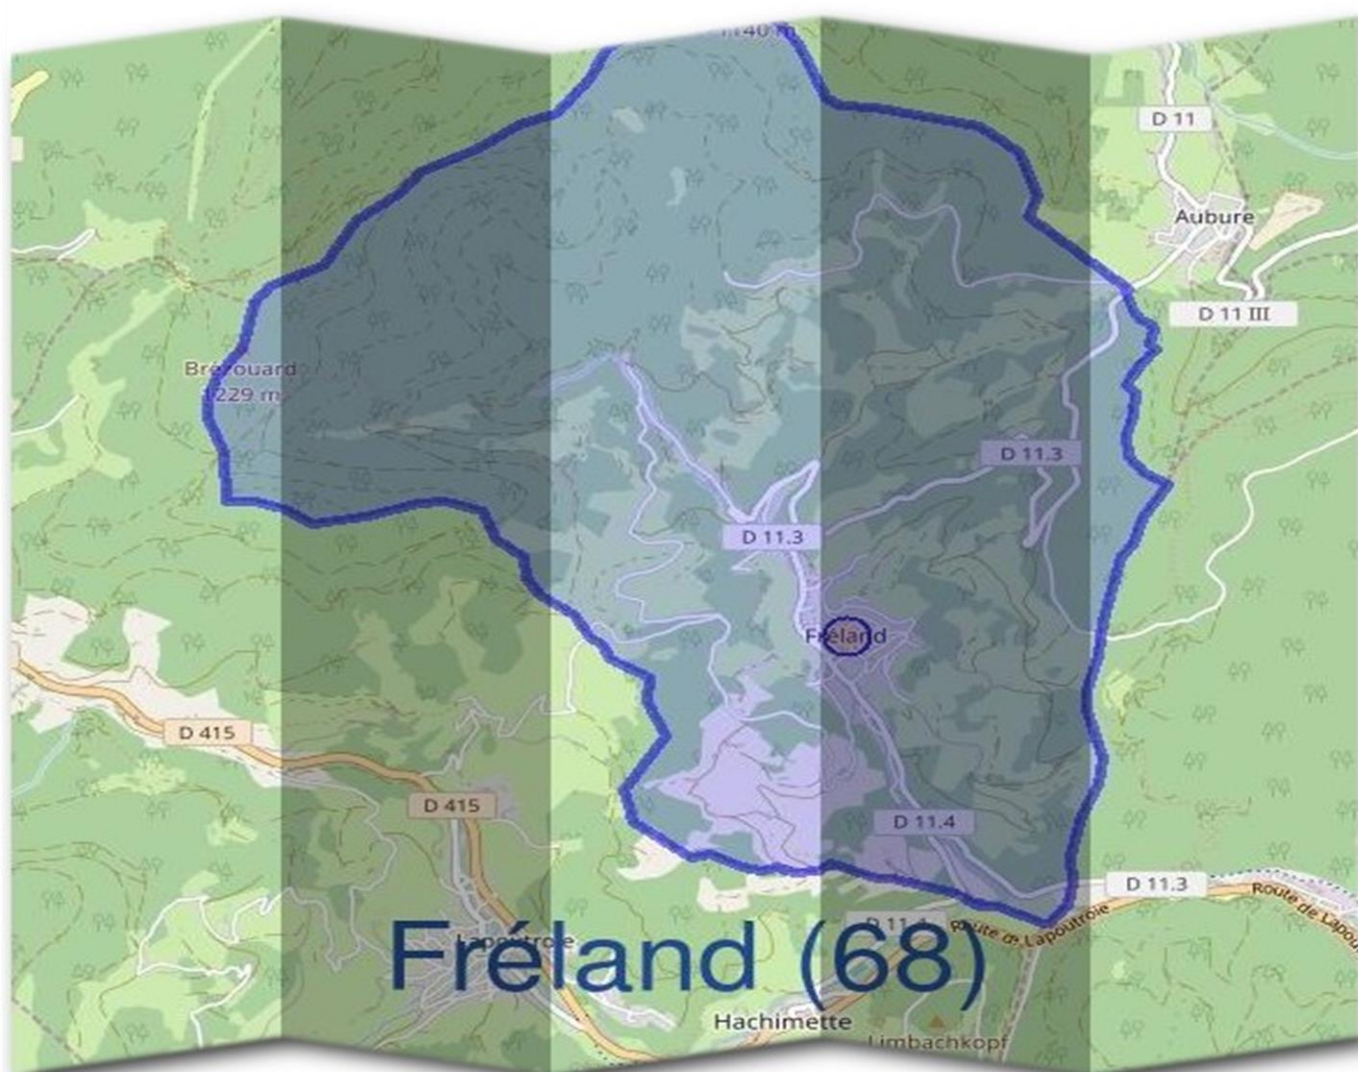 1140 m
D 11
Aubure
D 11 III
Brézouard
1229 m
D 11.3
D 11.3
Fréland
D 415
D 415
D 11.4
D 11.3
Route de Lapoutroie
D 11.4
Route de Lapou
Lapoutroie
Fréland (68)
Hachimette
Limbachkopf